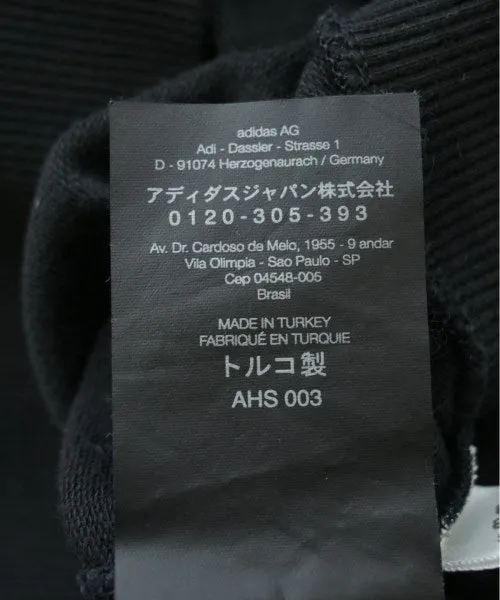 adidas AG
Adi - Dassler - Strasse 1
D - 91074 Herzogenaurach / Germany
アディダスジャパン株式会社
0120-305-393
Av. Dr. Cardoso de Melo, 1955 - 9 andar
Vila Olimpia - Sao Paulo - SP
Cep 04548-005
Brasil
MADE IN TURKEY
FABRIQUÉ EN TURQUIE
トルコ製
AHS 003